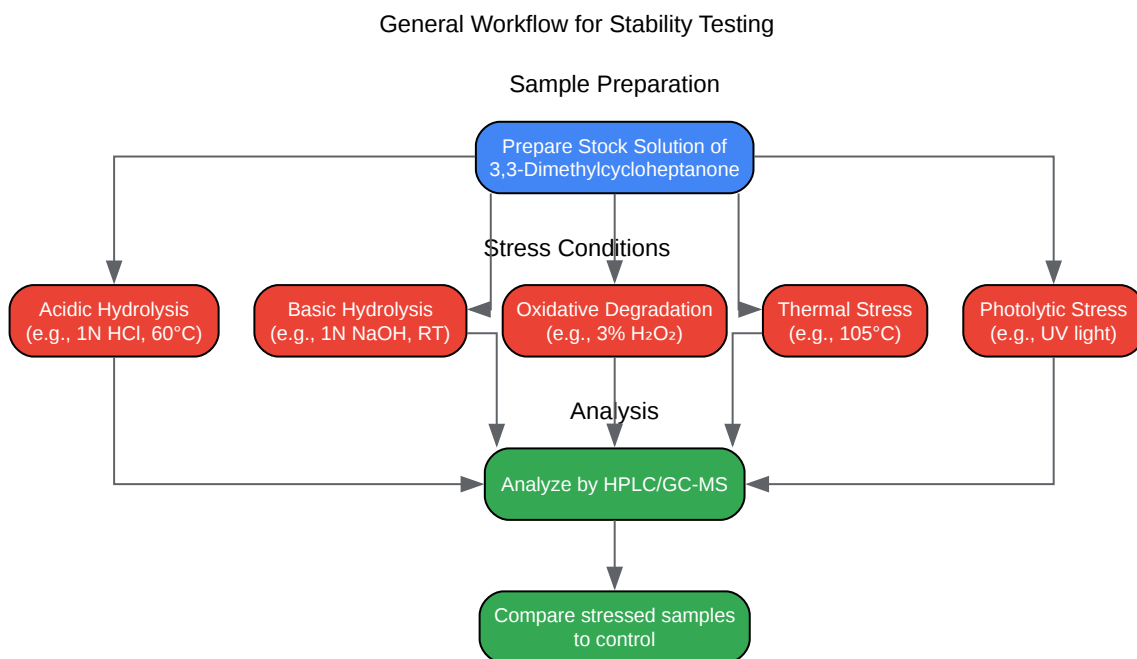 General Workflow for Stability Testing
Sample Preparation
Prepare Stock Solution of
3,3-Dimethylcycloheptanone
Stress Conditions
Acidic Hydrolysis
(e.g., 1N HCl, 60°C)
Basic Hydrolysis
(e.g., 1N NaOH, RT)
Oxidative Degradation
(e.g., 3% H₂O₂)
Thermal Stress
(e.g., 105°C)
Photolytic Stress
(e.g., UV light)
Analysis
Analyze by HPLC/GC-MS
Compare stressed samples
to control